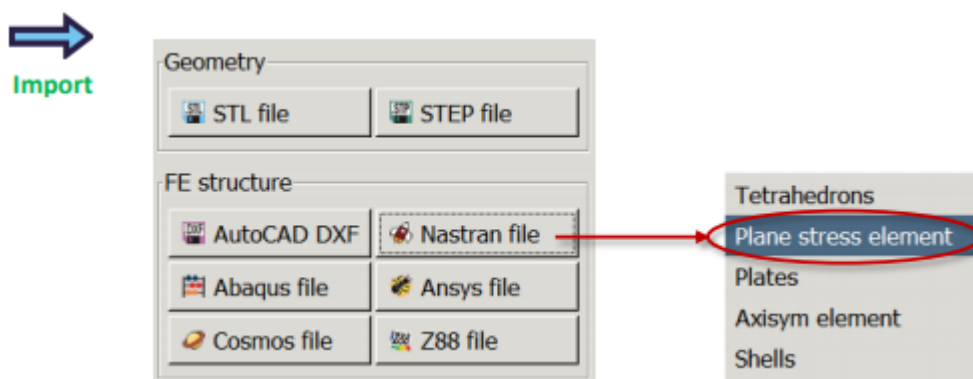 Import
Geometry
STL file
STEP file
FE structure
AutoCAD DXF
Nastran file
Abaqus file
Ansys file
Cosmos file
Z88 file
Tetrahedrons
Plane stress element
Plates
Axisym element
Shells